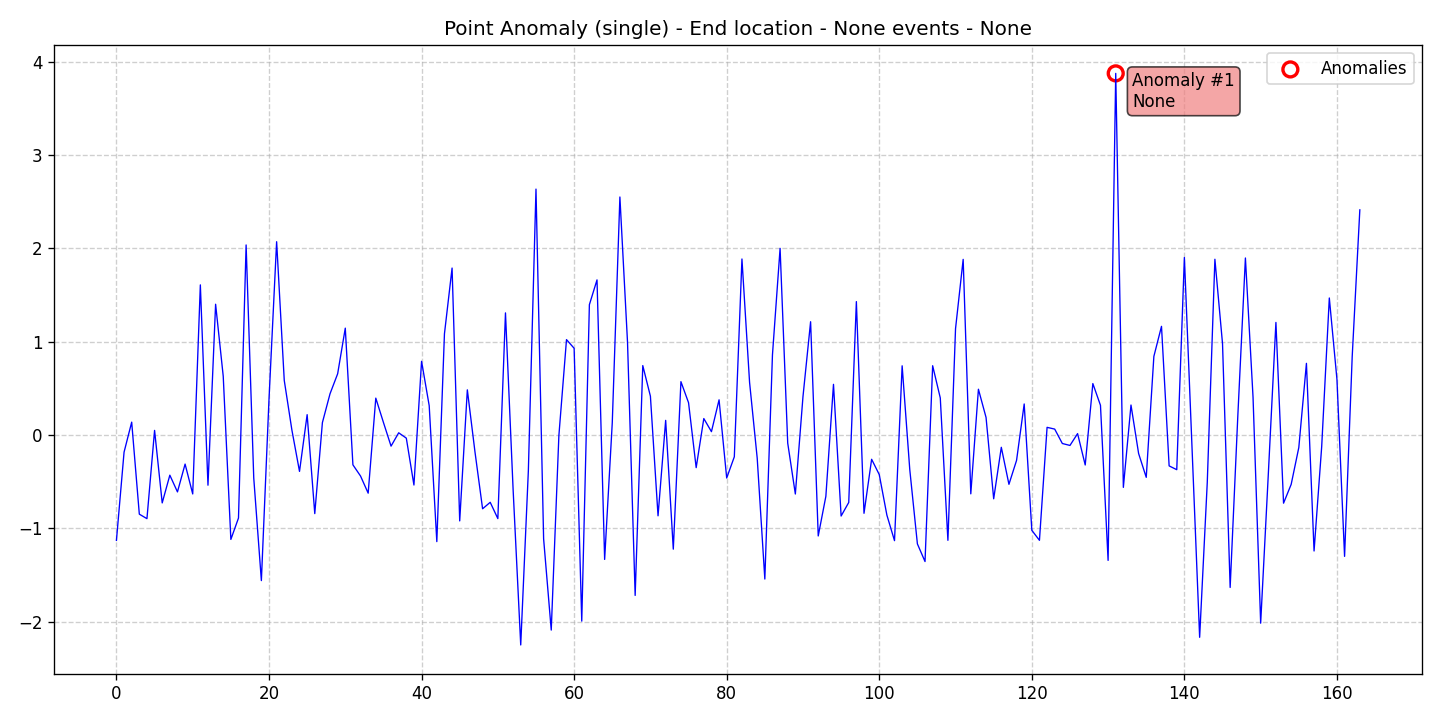 Point Anomaly (single) - End location - None events - None
Anomalies
Anomaly #1
None
4
3
2
1
0
−1
−2
0 20 40 60 80 100 120 140 160